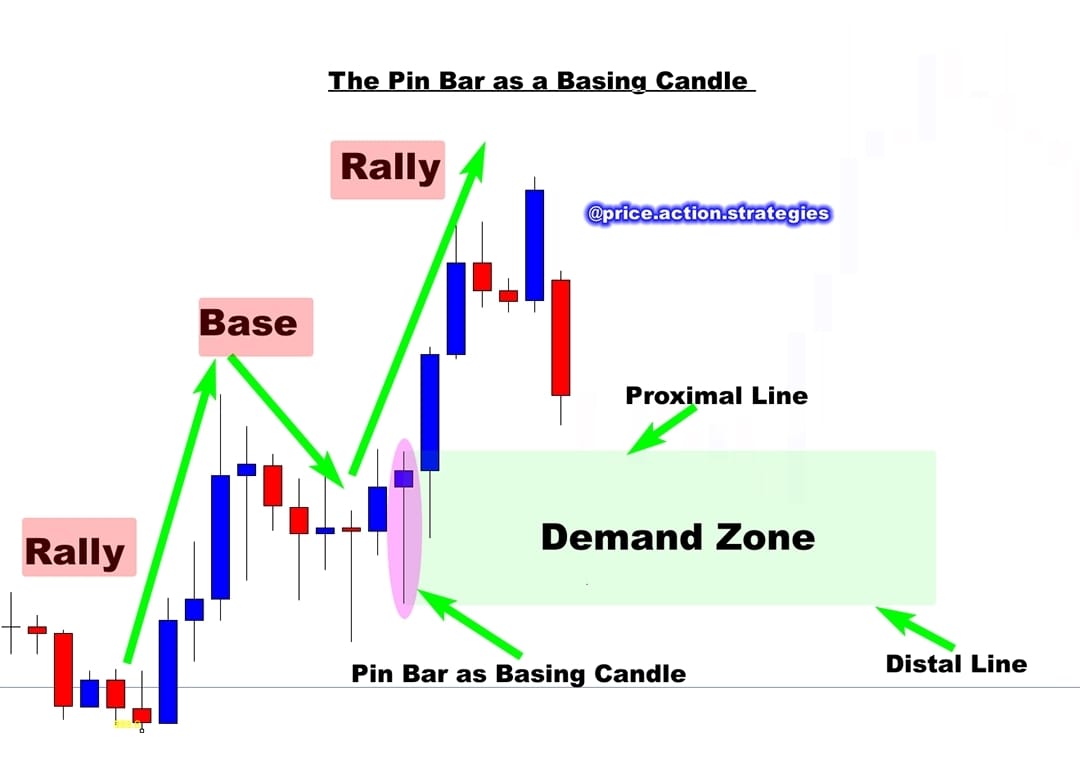 The Pin Bar as a Basing Candle
Rally
@price.action.strategies
Base
Proximal Line
Rally
Demand Zone
Pin Bar as Basing Candle
Distal Line